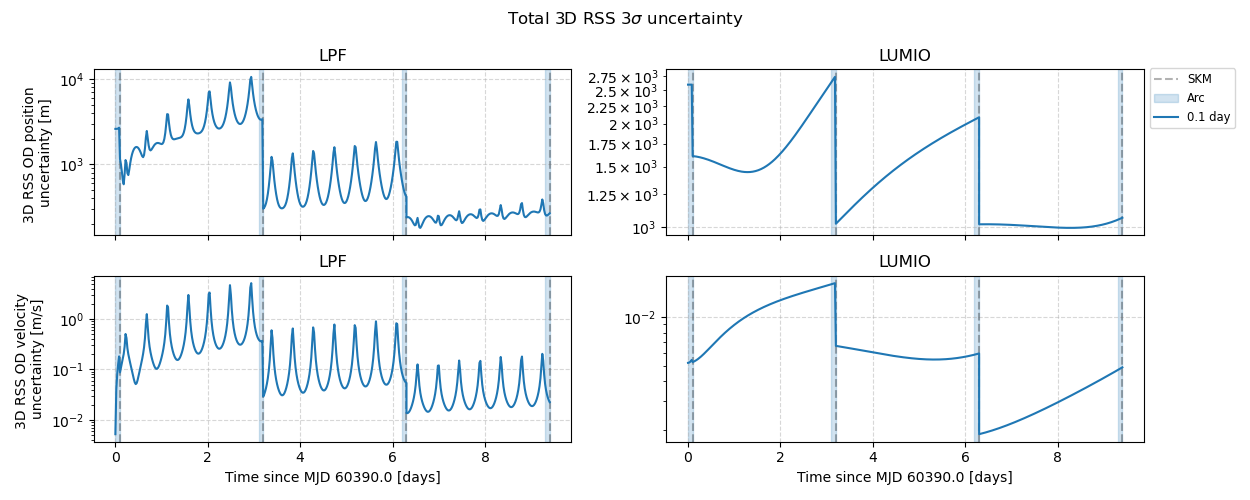 Total 3D RSS 3σ uncertainty
LPF
3D RSS OD position
uncertainty [m]
10⁴
10³
LUMIO
2.75 × 10³
2.5 × 10³
2.25 × 10³
2 × 10³
1.75 × 10³
1.5 × 10³
1.25 × 10³
10³
SKM
Arc
0.1 day
LPF
3D RSS OD velocity
uncertainty [m/s]
10⁰
10⁻¹
10⁻²
0 2 4 6 8
Time since MJD 60390.0 [days]
LUMIO
10⁻²
0 2 4 6 8
Time since MJD 60390.0 [days]